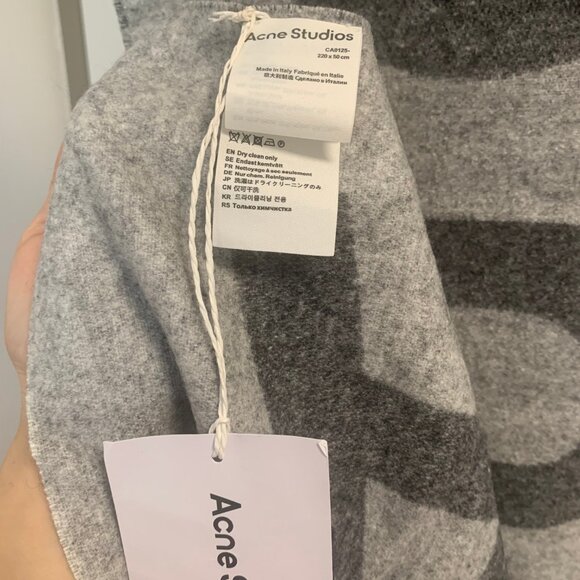 Acne Studios
CA0125-
220 x 50 cm
Made in Italy Fabriqué en Italie
意大利制造 Сделано в Италии
EN Dry clean only
SE Endast kemtvätt
FR Nettoyage à sec seulement
DE Nur chem. Reinigung
JP 洗濯はドライクリーニングのみ
CN 仅可干洗
KR 드라이클리닝 전용
RS Только химчистка
Acne Stu